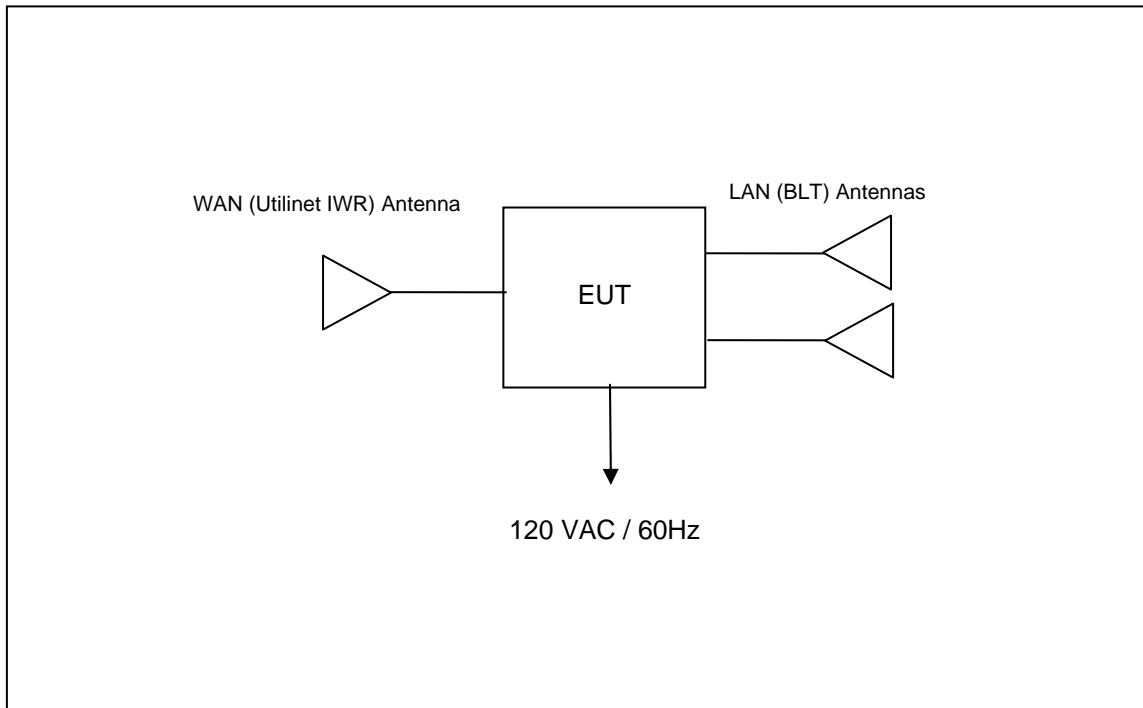 WAN (Utilinet IWR) Antenna
LAN (BLT) Antennas
EUT
120 VAC / 60Hz